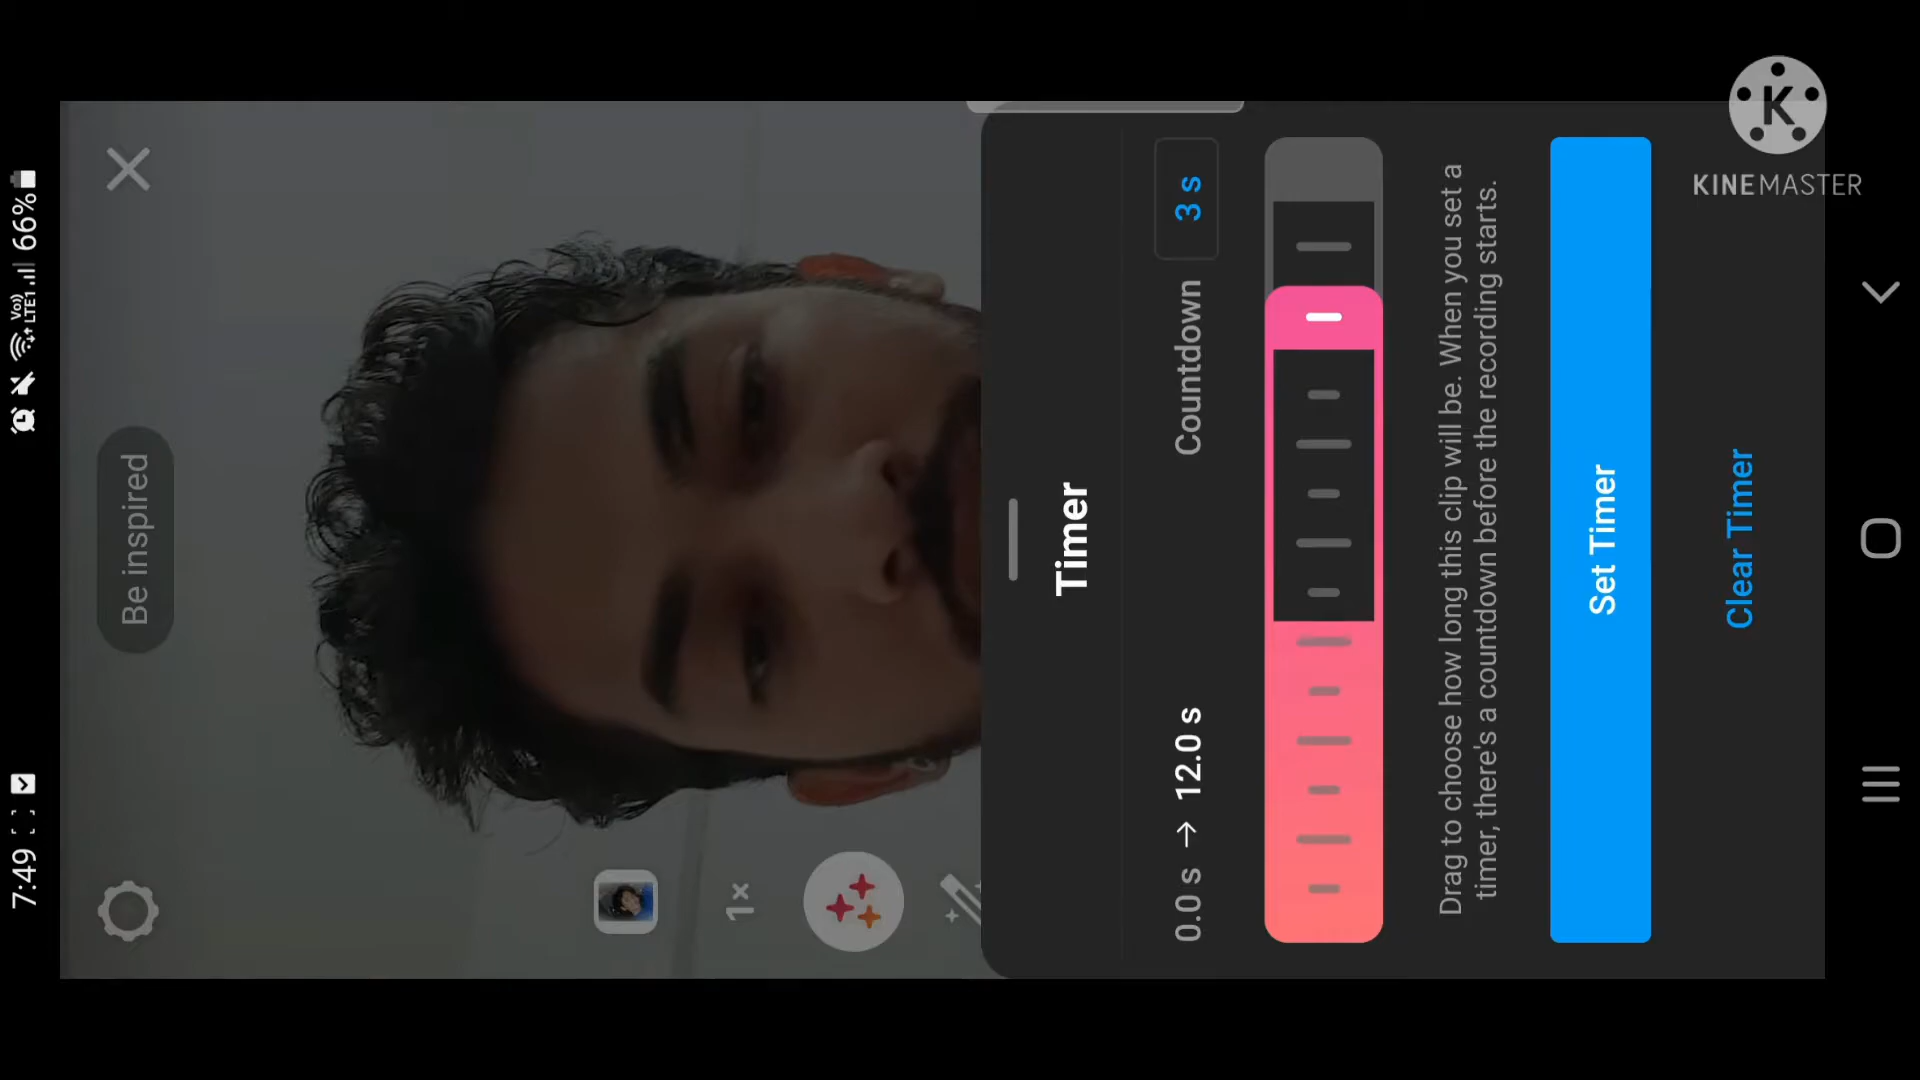 7:49
LTE1
66%
Be inspired
1×
Timer
0.0 s → 12.0 s
Countdown
3 s
Drag to choose how long this clip will be. When you set a
timer, there's a countdown before the recording starts.
Set Timer
Clear Timer
K
KINEMASTER